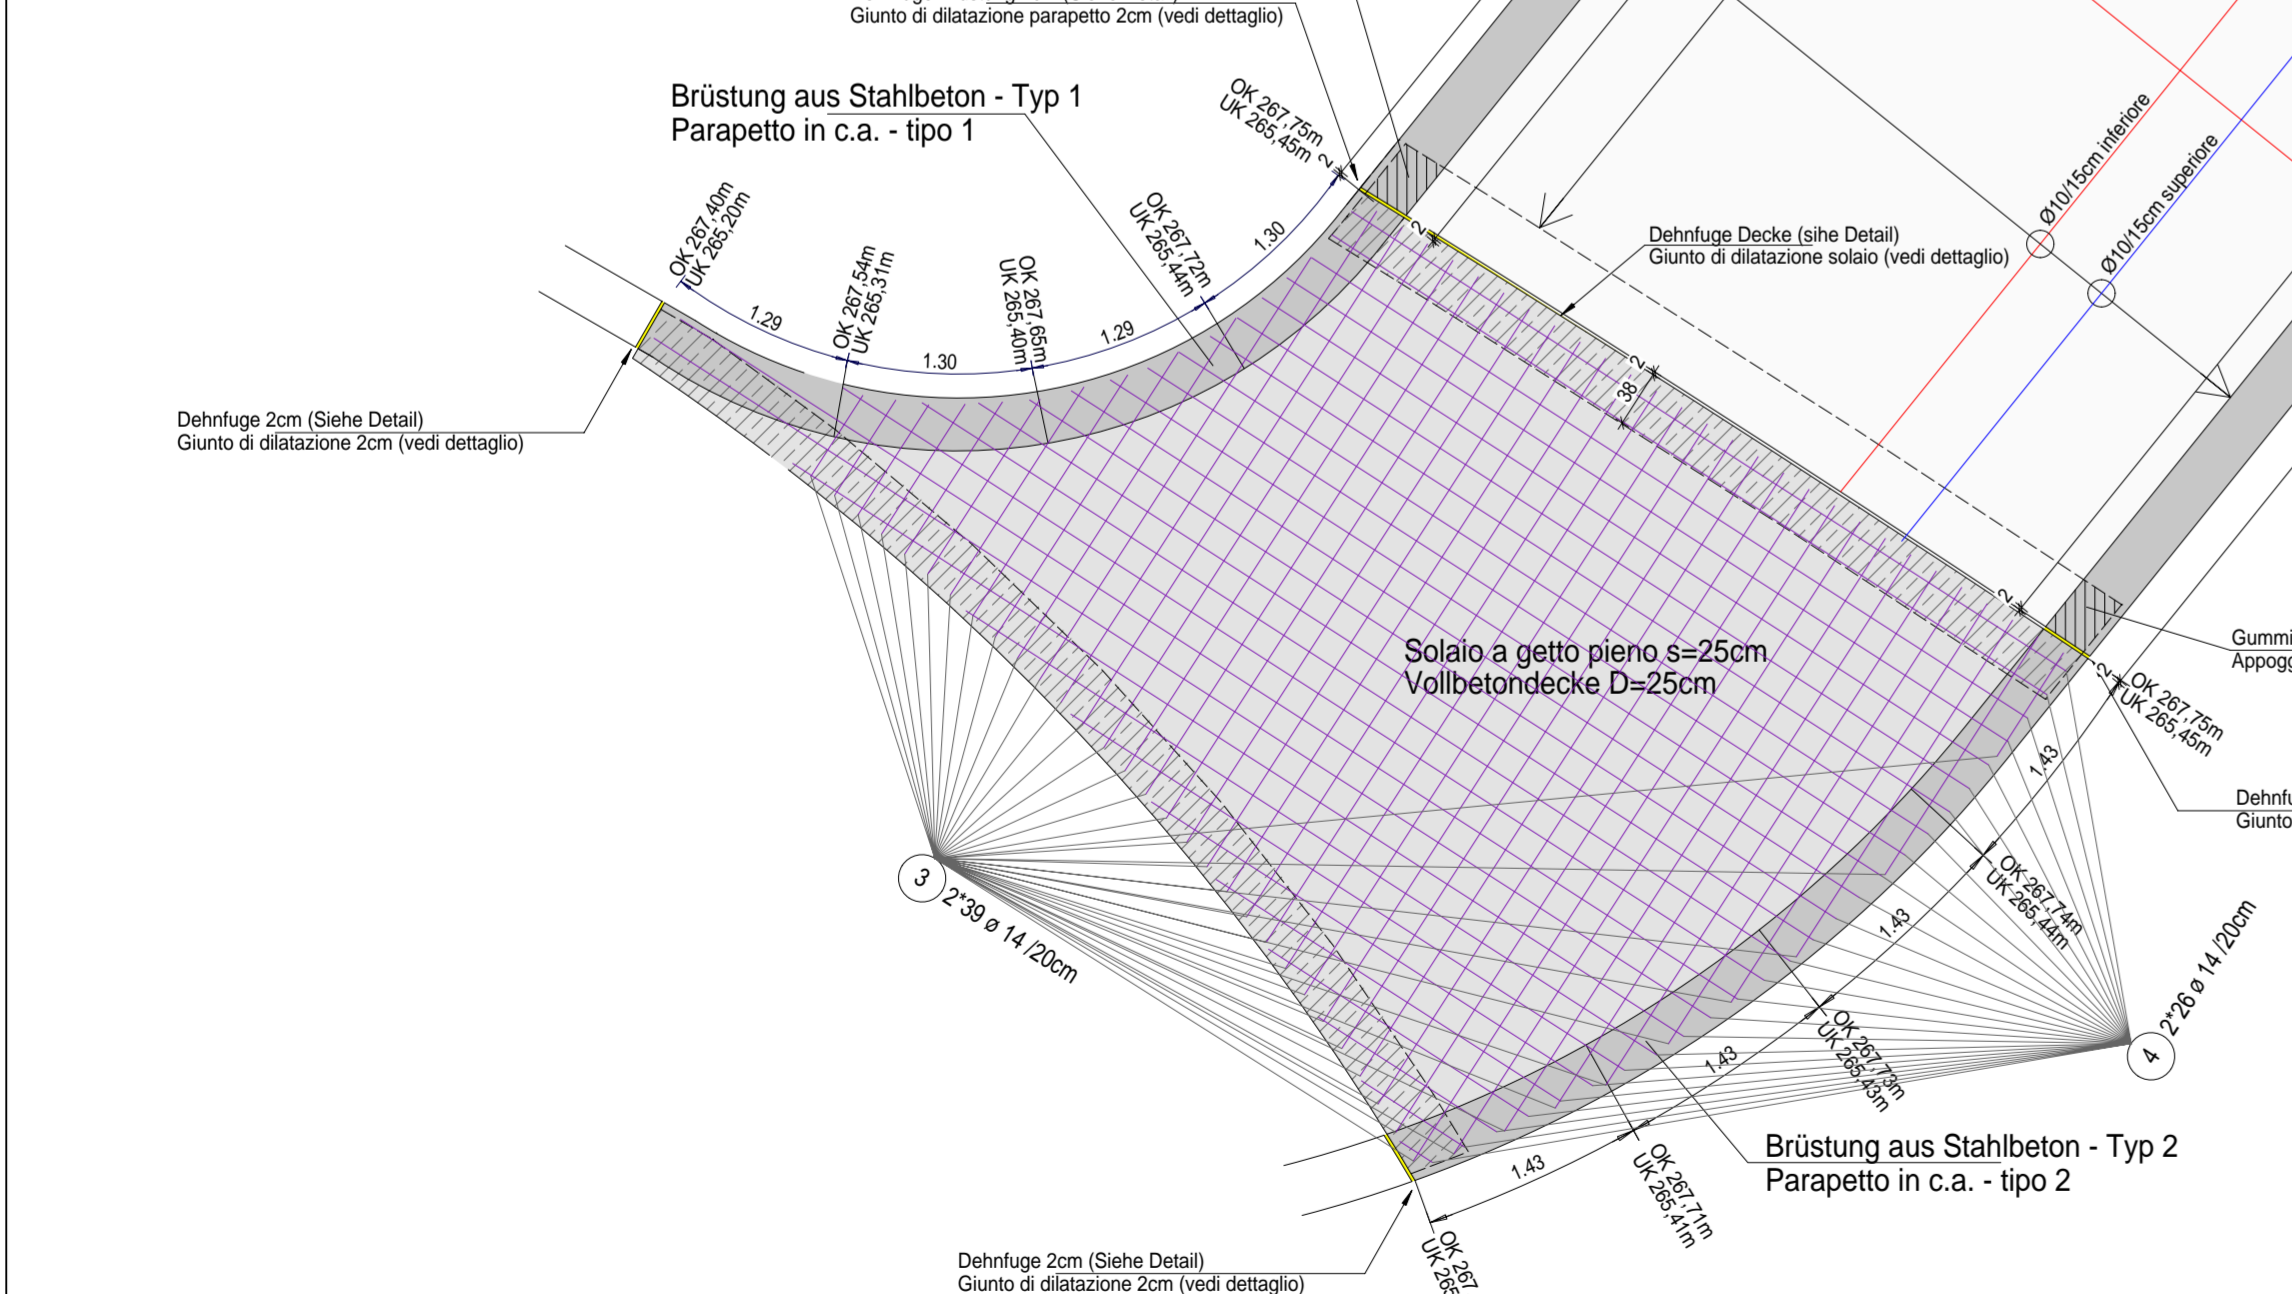 Giunto di dilatazione parapetto 2cm (vedi dettaglio)
Brüstung aus Stahlbeton - Typ 1
Parapetto in c.a. - tipo 1
OK 267,75m
UK 265,45m
2
Ø10/15cm inferiore
Ø10/15cm superiore
OK 267,40m
UK 265,20m
OK 267,54m
UK 265,31m
OK 267,65m
UK 265,40m
OK 267,72m
UK 265,44m
1.29
1.30
1.29
1.30
2
Dehnfuge Decke (sihe Detail)
Giunto di dilatazione solaio (vedi dettaglio)
2
38
Dehnfuge 2cm (Siehe Detail)
Giunto di dilatazione 2cm (vedi dettaglio)
2
Solaio a getto pieno s=25cm
Vollbetondecke D=25cm
Gummi
Appogg
2
OK 267,75m
UK 265,45m
1.43
Dehnfu
Giunto
3
2*39 ø 14 /20cm
OK 267,74m
UK 265,44m
1.43
2*26 ø 14 /20cm
4
OK 267,73m
UK 265,43m
1.43
Brüstung aus Stahlbeton - Typ 2
Parapetto in c.a. - tipo 2
OK 267,71m
UK 265,41m
1.43
OK 267
UK 265
Dehnfuge 2cm (Siehe Detail)
Giunto di dilatazione 2cm (vedi dettaglio)